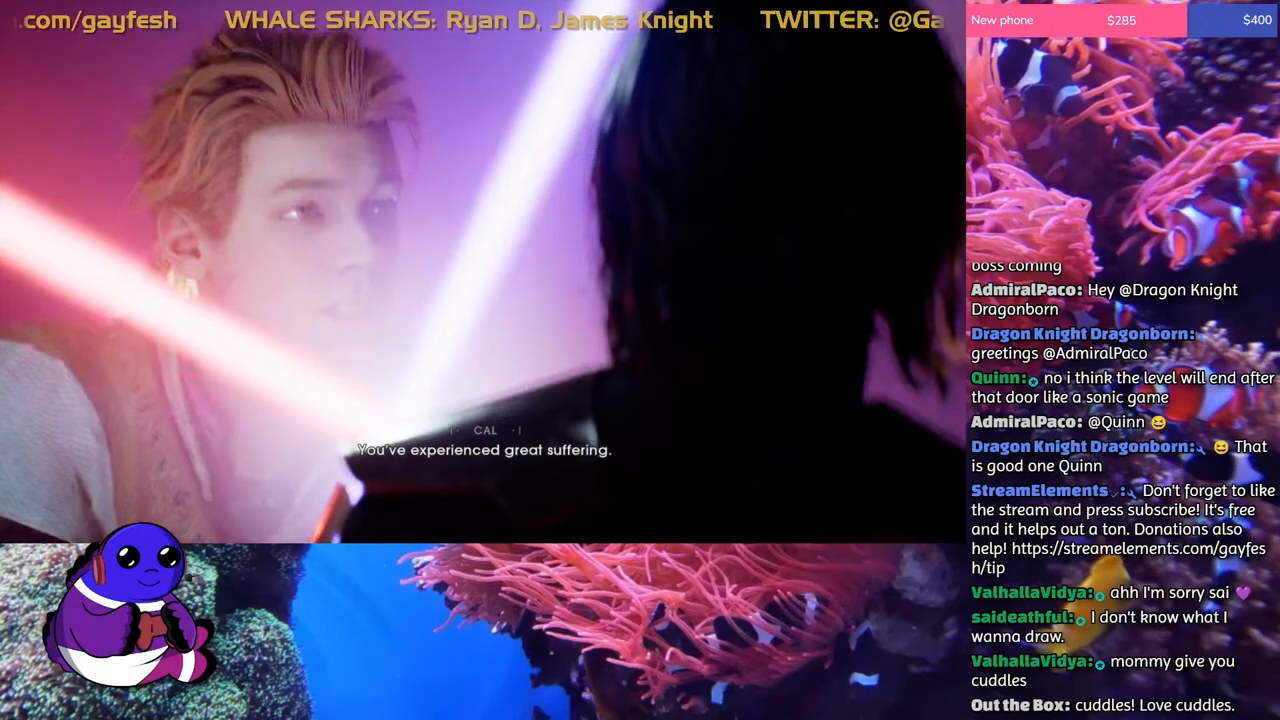 .com/gayfesh WHALE SHARKS: Ryan D, James Knight TWITTER: @Ga
New phone $285 $400
CAL
You've experienced great suffering.
boss coming
AdmiralPaco: Hey @Dragon Knight
Dragonborn
Dragon Knight Dragonborn:
greetings @AdmiralPaco
Quinn: no i think the level will end after
that door like a sonic game
AdmiralPaco: @Quinn 😆
Dragon Knight Dragonborn: 😆 That
is good one Quinn
StreamElements : Don't forget to like
the stream and press subscribe! It's free
and it helps out a ton. Donations also
help! https://streamelements.com/gayfes
h/tip
ValhallaVidya: ahh I'm sorry sai 💜
saideathful: I don't know what I
wanna draw.
ValhallaVidya: mommy give you
cuddles
Out the Box: cuddles! Love cuddles.